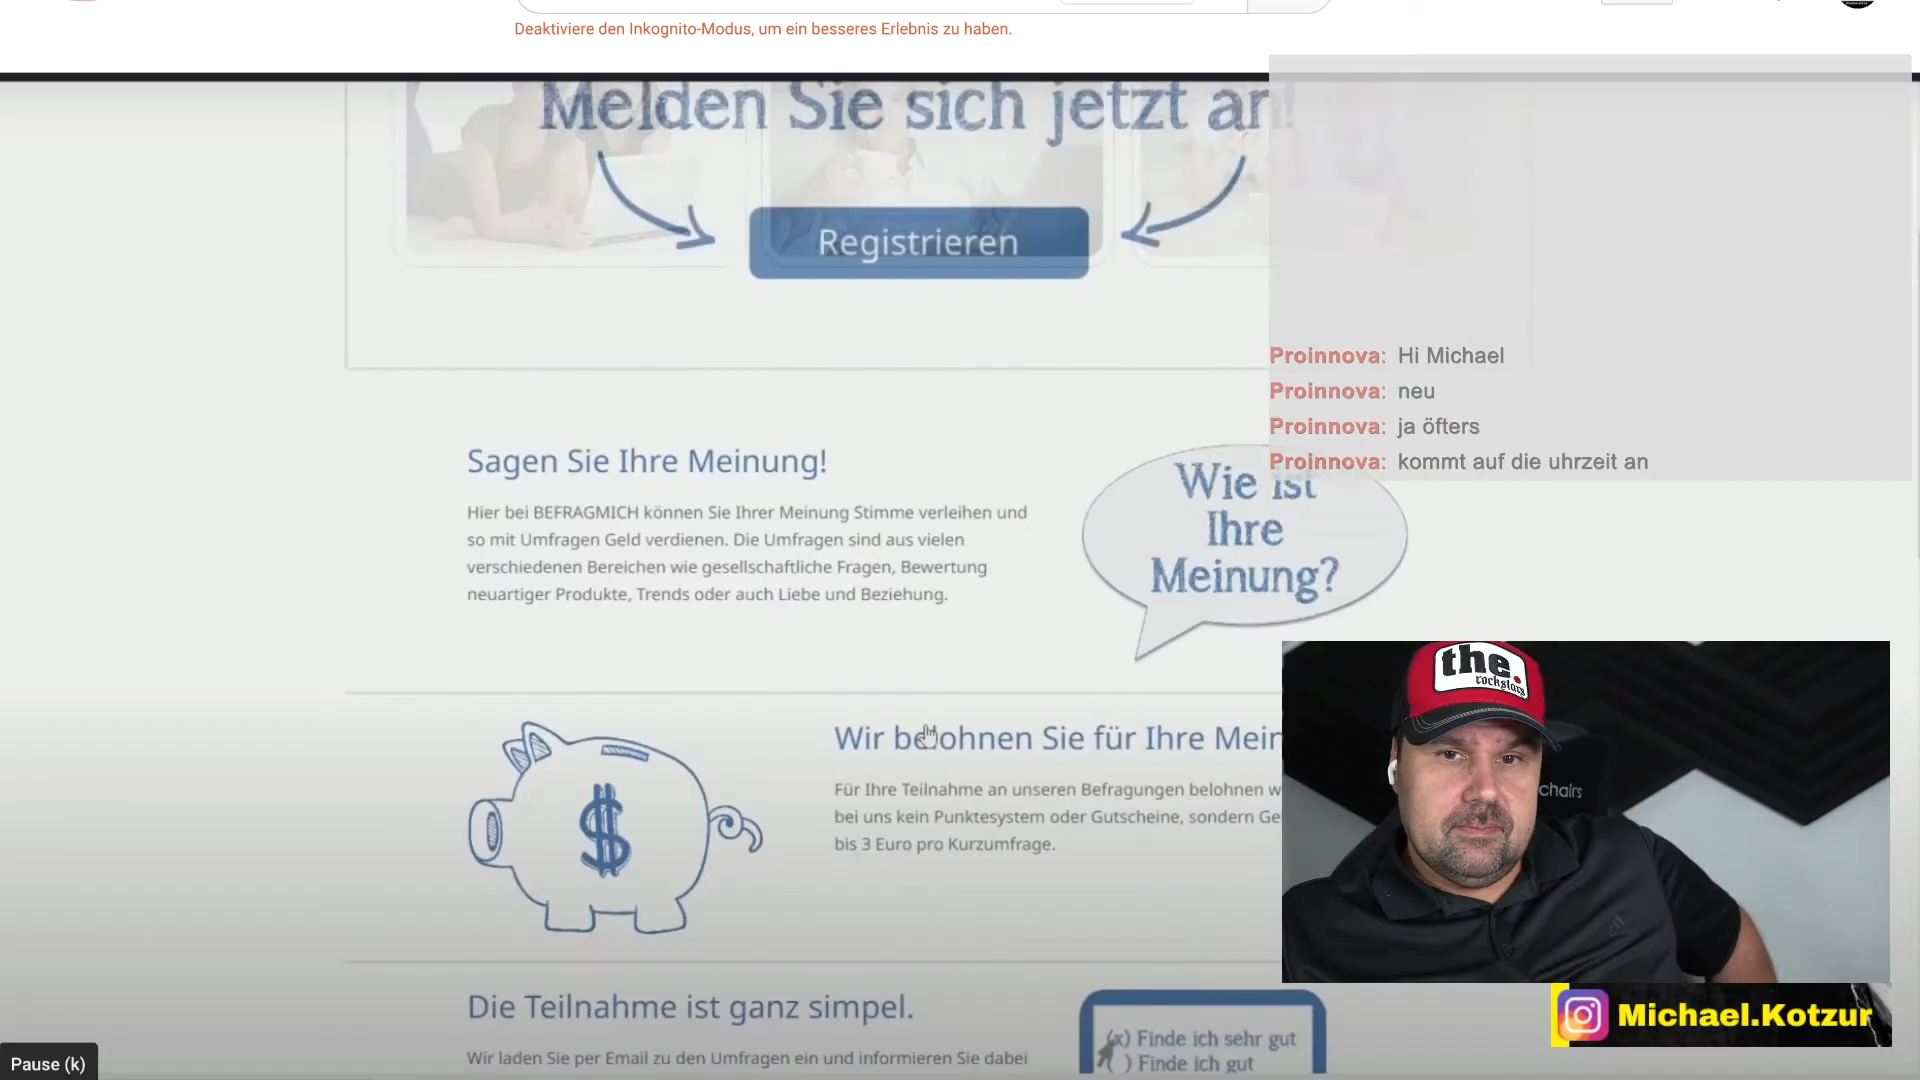 Deaktiviere den Inkognito-Modus, um ein besseres Erlebnis zu haben.
Melden Sie sich jetzt an!
Registrieren
Proinnova: Hi Michael
Proinnova: neu
Proinnova: ja öfters
Proinnova: kommt auf die uhrzeit an
Sagen Sie Ihre Meinung!
Hier bei BEFRAGMICH können Sie Ihrer Meinung Stimme verleihen und
so mit Umfragen Geld verdienen. Die Umfragen sind aus vielen
verschiedenen Bereichen wie gesellschaftliche Fragen, Bewertung
neuartiger Produkte, Trends oder auch Liebe und Beziehung.
Wie ist
Ihre
Meinung?
Wir belohnen Sie für Ihre Mein
Für Ihre Teilnahme an unseren Befragungen belohnen w
bei uns kein Punktesystem oder Gutscheine, sondern Ge
bis 3 Euro pro Kurzumfrage.
$
the.
rockstars
chairs
Die Teilnahme ist ganz simpel.
Wir laden Sie per Email zu den Umfragen ein und informieren Sie dabei
(x) Finde ich sehr gut
( ) Finde ich gut
Michael.Kotzur
Pause (k)